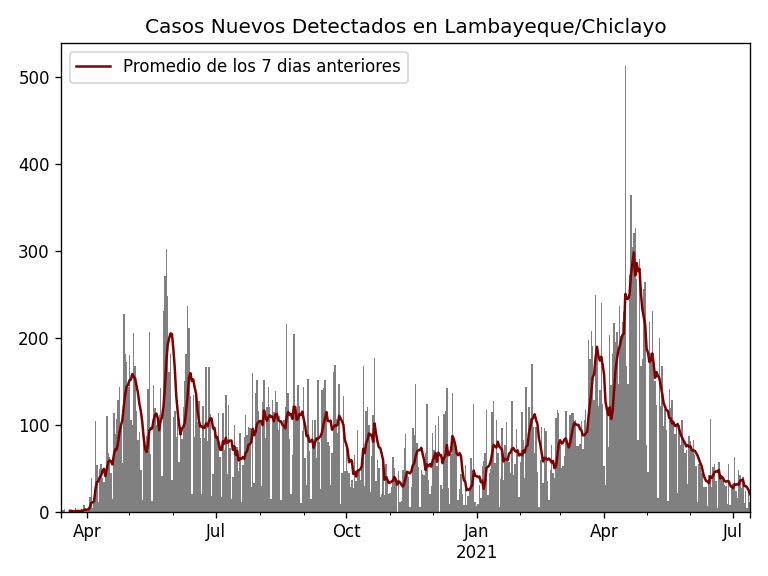 Casos Nuevos Detectados en Lambayeque/Chiclayo
Promedio de los 7 dias anteriores
500
400
300
200
100
0
Apr Jul Oct Jan Apr Jul
2021